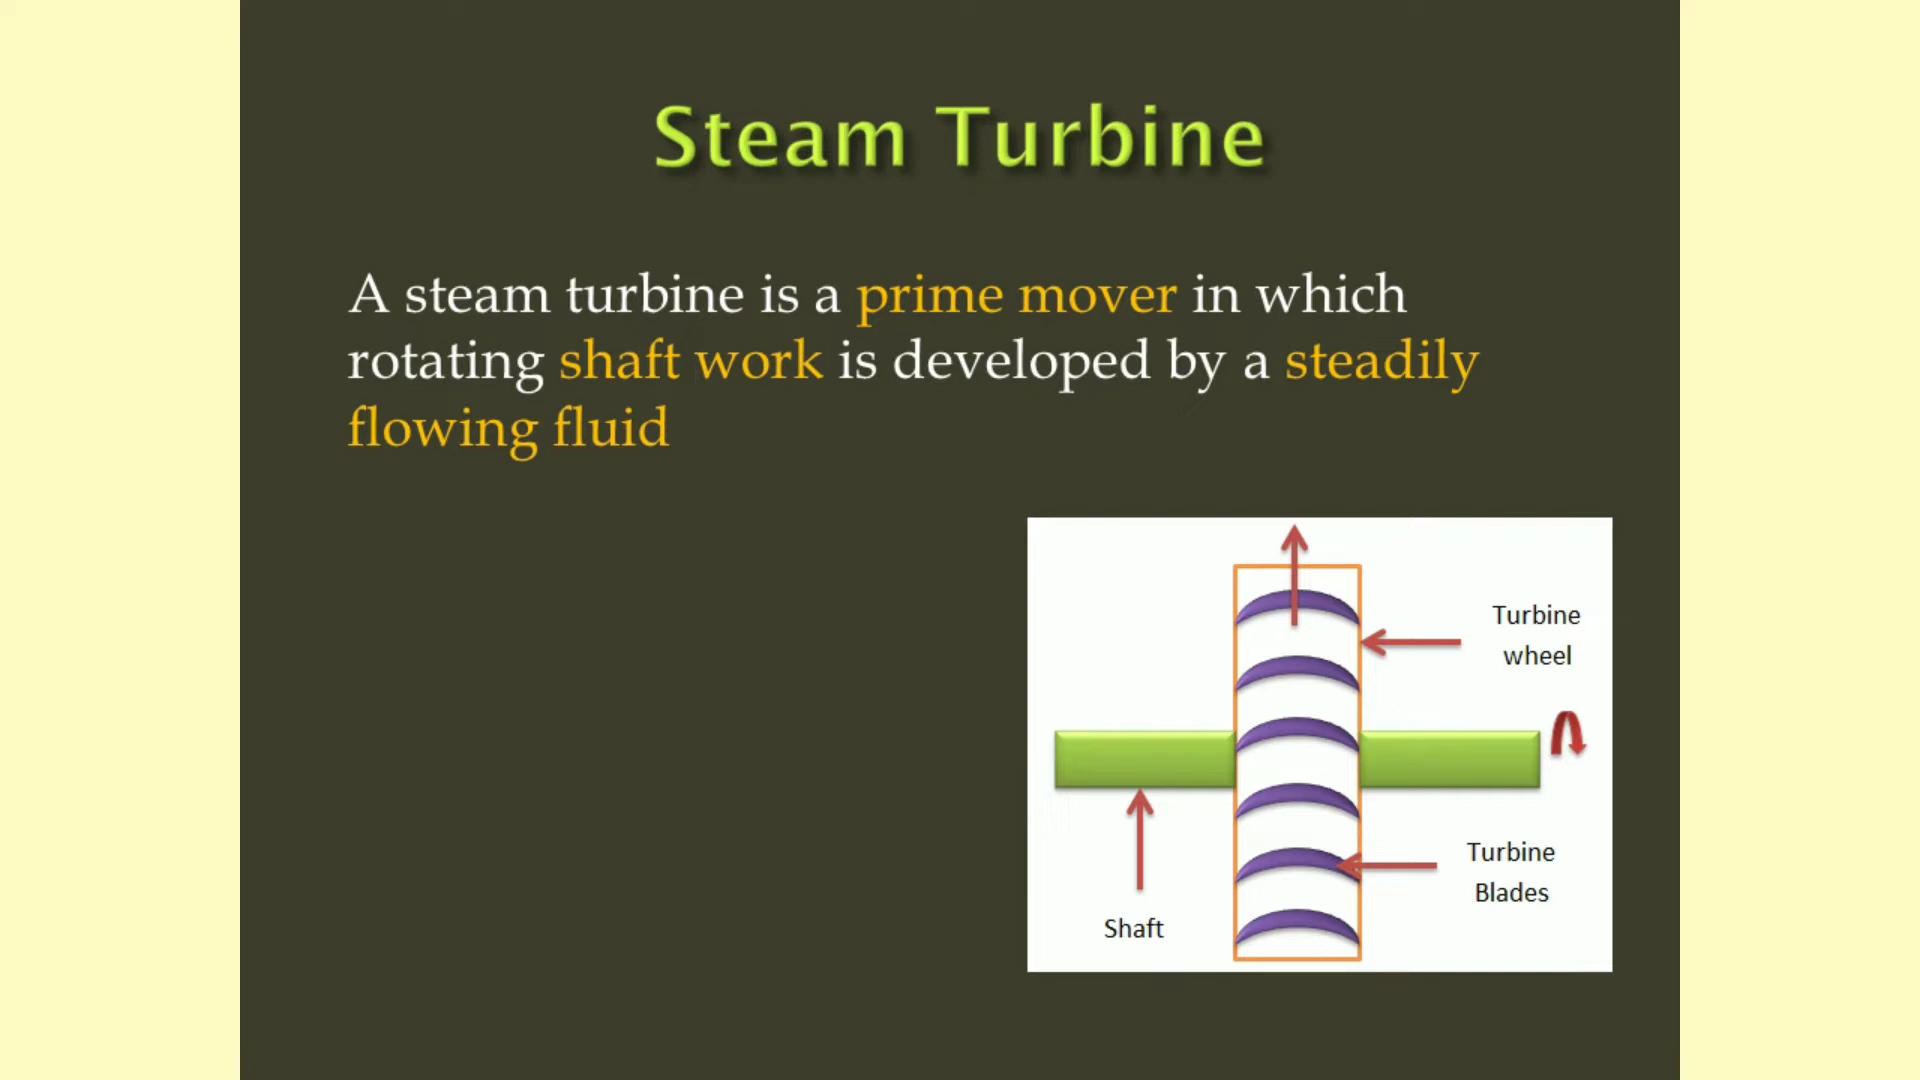 Steam Turbine
A steam turbine is a prime mover in which
rotating shaft work is developed by a steadily
flowing fluid
Turbine
wheel
Turbine
Blades
Shaft